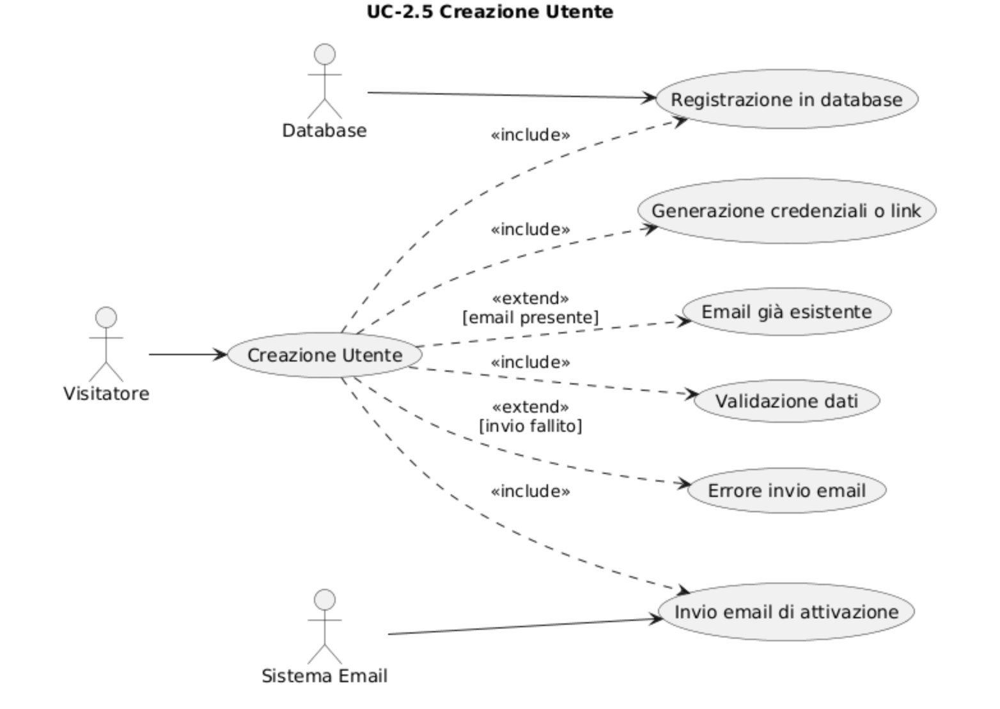 UC-2.5 Creazione Utente
Database
Registrazione in database
«include»
Generazione credenziali o link
«include»
«extend»
[email presente]
Email già esistente
Visitatore
Creazione Utente
«include»
Validazione dati
«extend»
[invio fallito]
Errore invio email
«include»
Invio email di attivazione
Sistema Email